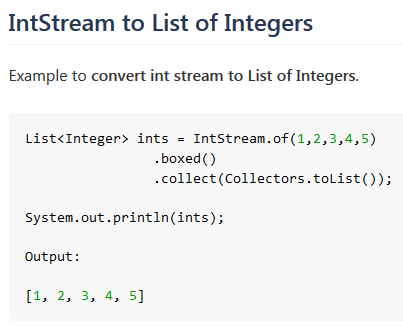 IntStream to List of Integers
Example to convert int stream to List of Integers.
List<Integer> ints = IntStream.of(1,2,3,4,5)
.boxed()
.collect(Collectors.toList());
System.out.println(ints);
Output:
[1, 2, 3, 4, 5]